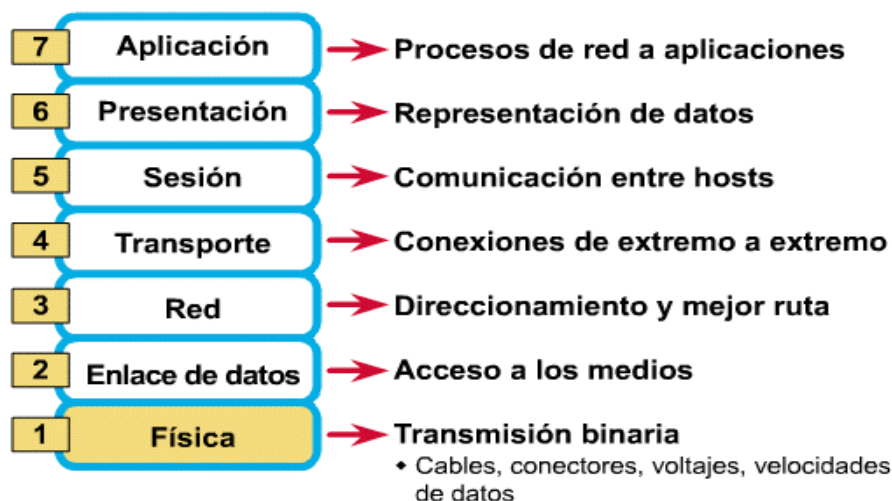 7 Aplicación Procesos de red a aplicaciones
6 Presentación Representación de datos
5 Sesión Comunicación entre hosts
4 Transporte Conexiones de extremo a extremo
3 Red Direccionamiento y mejor ruta
2 Enlace de datos Acceso a los medios
1 Física Transmisión binaria
◆ Cables, conectores, voltajes, velocidades
de datos